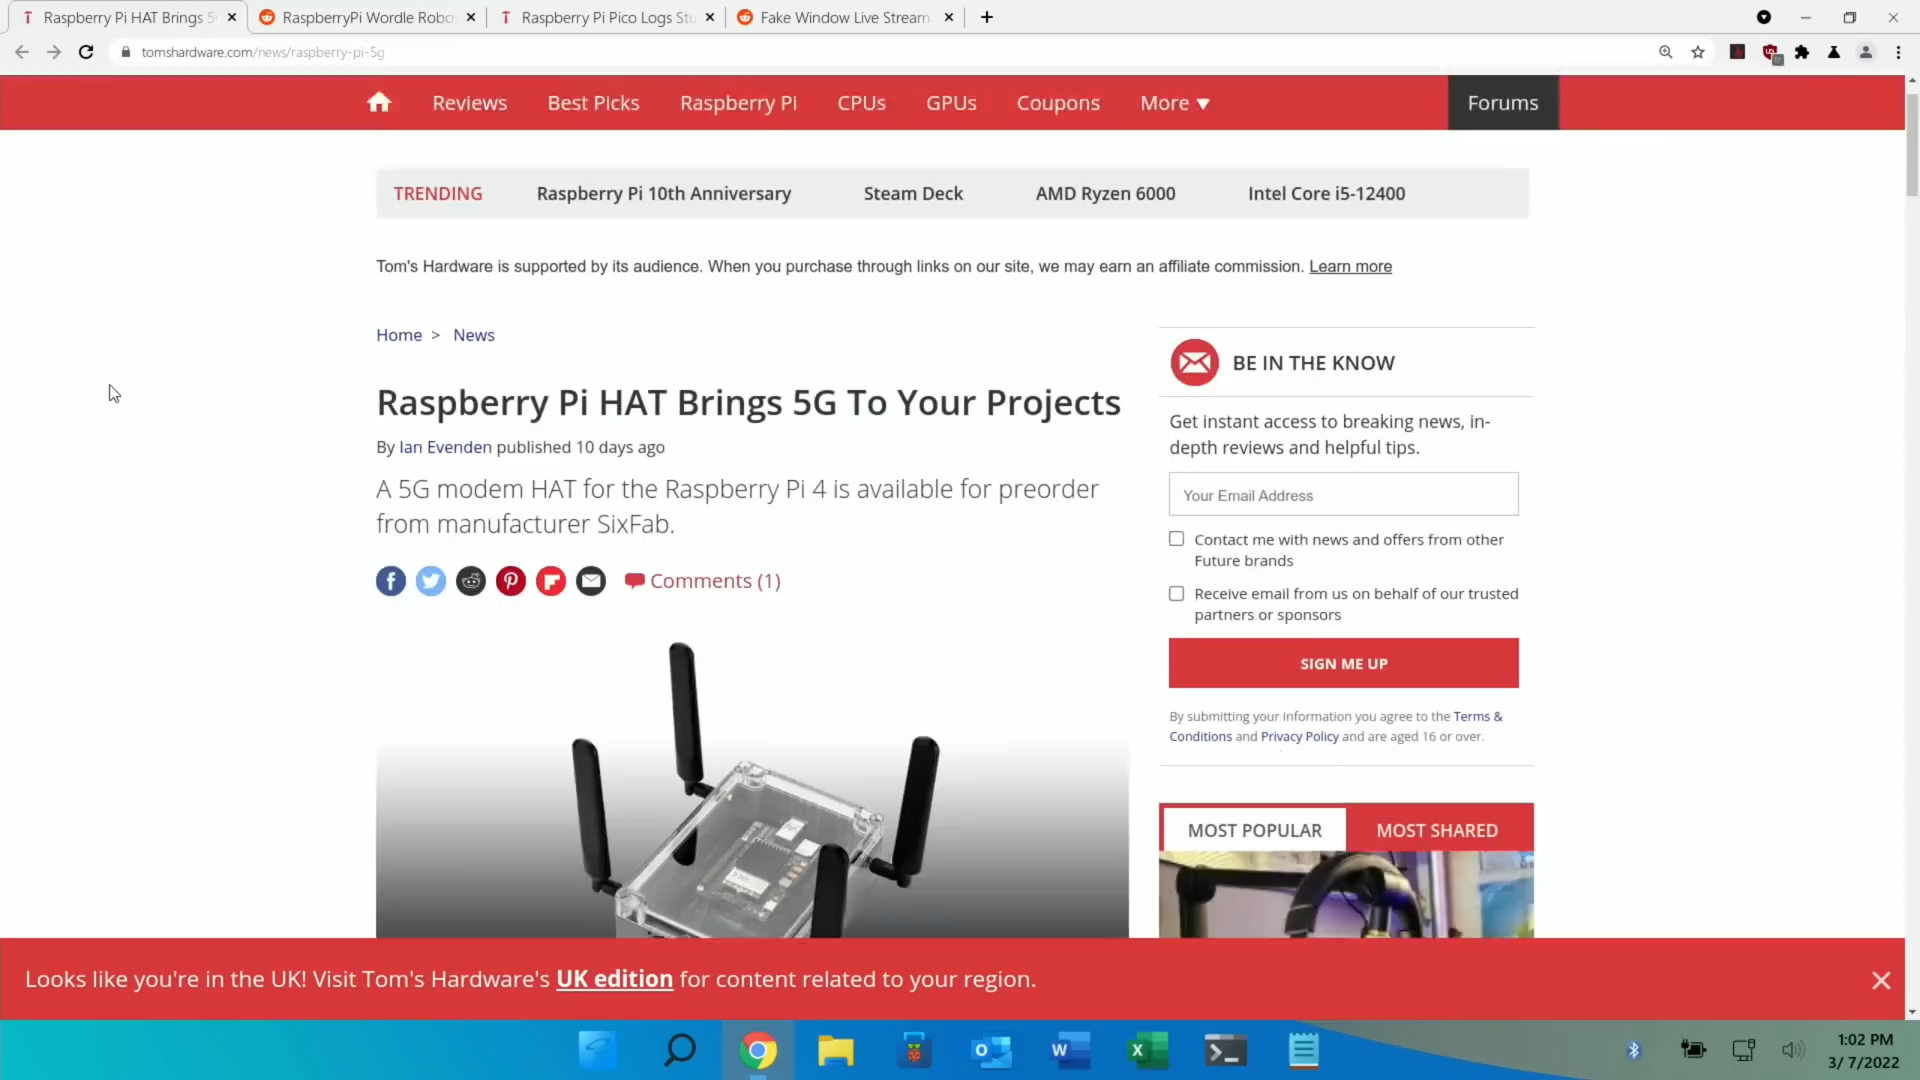 Raspberry Pi HAT Brings 5
RaspberryPi Wordle Robo
Raspberry Pi Pico Logs Stu
Fake Window Live Stream
tomshardware.com/news/raspberry-pi-5g
Reviews
Best Picks
Raspberry Pi
CPUs
GPUs
Coupons
More ▼
Forums
TRENDING
Raspberry Pi 10th Anniversary
Steam Deck
AMD Ryzen 6000
Intel Core i5-12400
Tom's Hardware is supported by its audience. When you purchase through links on our site, we may earn an affiliate commission. Learn more
Home > News
Raspberry Pi HAT Brings 5G To Your Projects
By Ian Evenden published 10 days ago
A 5G modem HAT for the Raspberry Pi 4 is available for preorder
from manufacturer SixFab.
Comments (1)
BE IN THE KNOW
Get instant access to breaking news, in-
depth reviews and helpful tips.
Your Email Address
Contact me with news and offers from other
Future brands
Receive email from us on behalf of our trusted
partners or sponsors
SIGN ME UP
By submitting your information you agree to the Terms &
Conditions and Privacy Policy and are aged 16 or over.
MOST POPULAR
MOST SHARED
Looks like you're in the UK! Visit Tom's Hardware's UK edition for content related to your region.
1:02 PM
3/ 7/2022